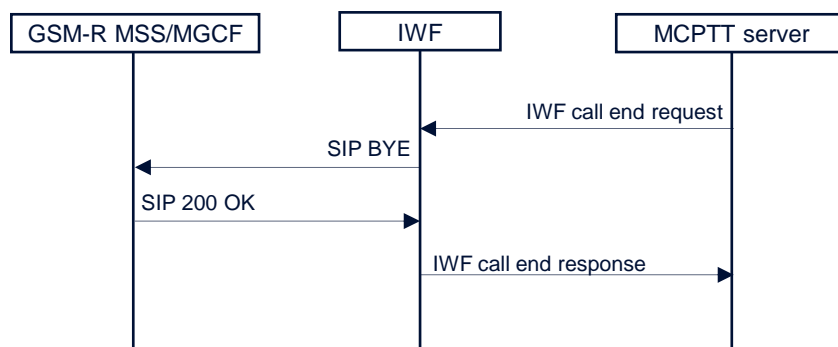 GSM-R MSS/MGCF
IWF
MCPTT server
IWF call end request
SIP BYE
SIP 200 OK
IWF call end response